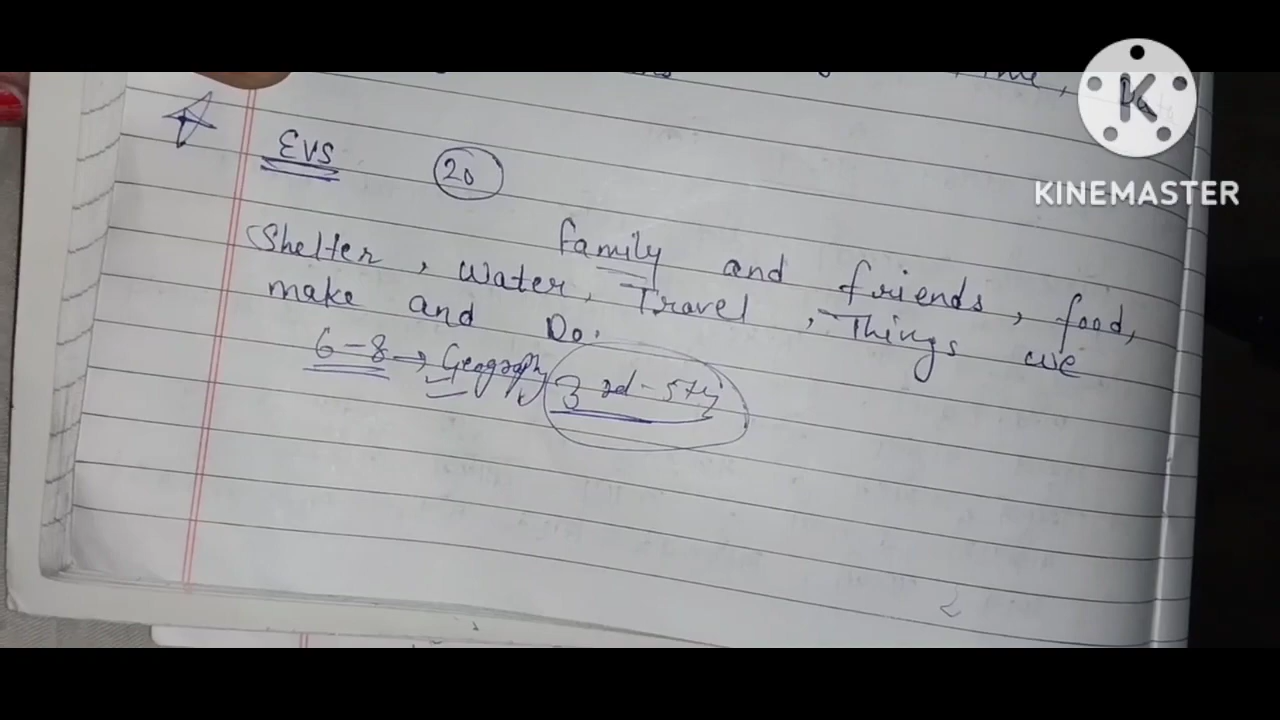 KINEMASTER
EVS 20
family and friends, food,
Shelter, Water, Travel, Things we
make and Do.
6-8 → Geography 3rd-5th